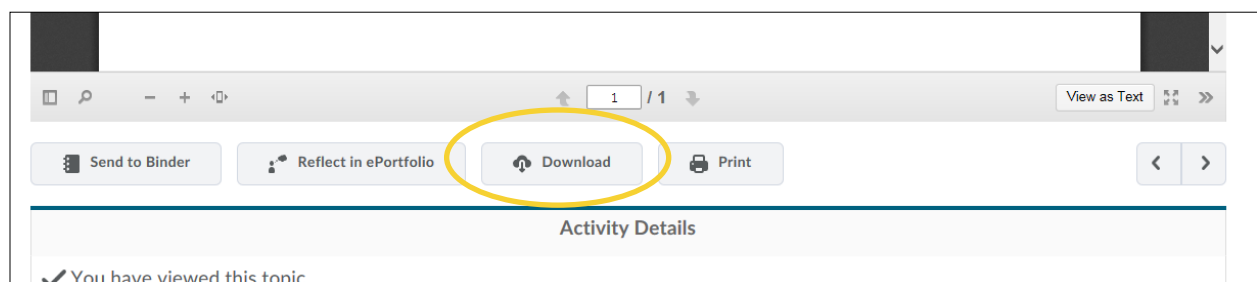 1 / 1 View as Text
Send to Binder Reflect in ePortfolio Download Print
Activity Details
You have viewed this topic